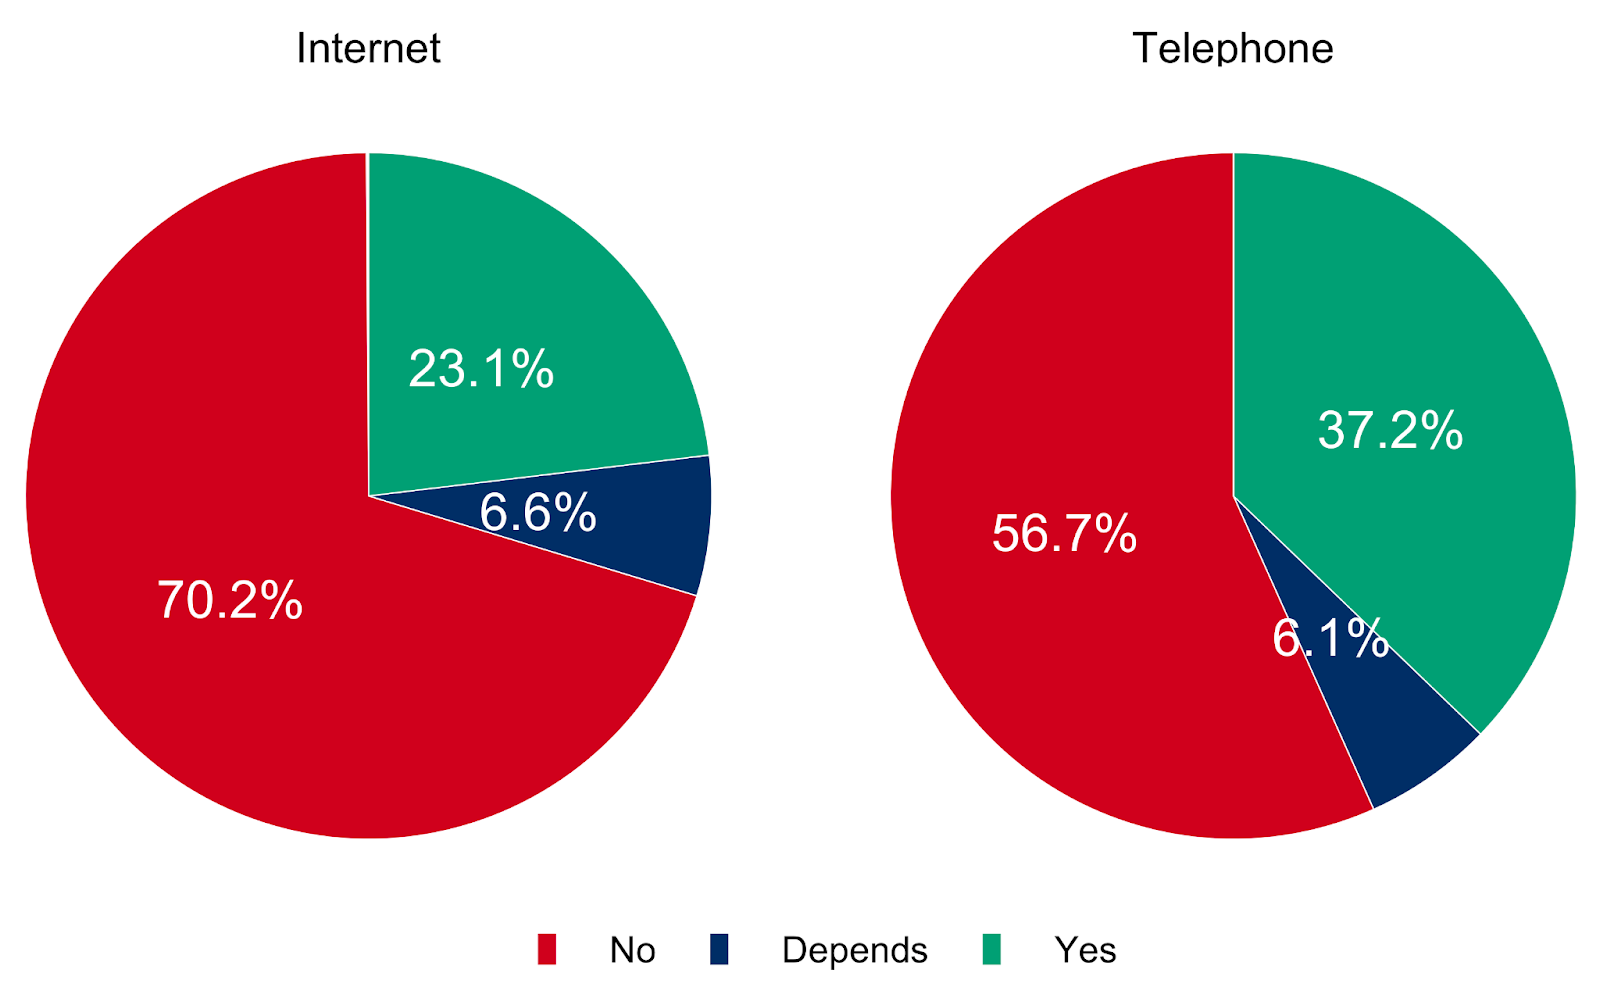 Internet
Telephone
23.1%
6.6%
70.2%
37.2%
56.7%
6.1%
No
Depends
Yes